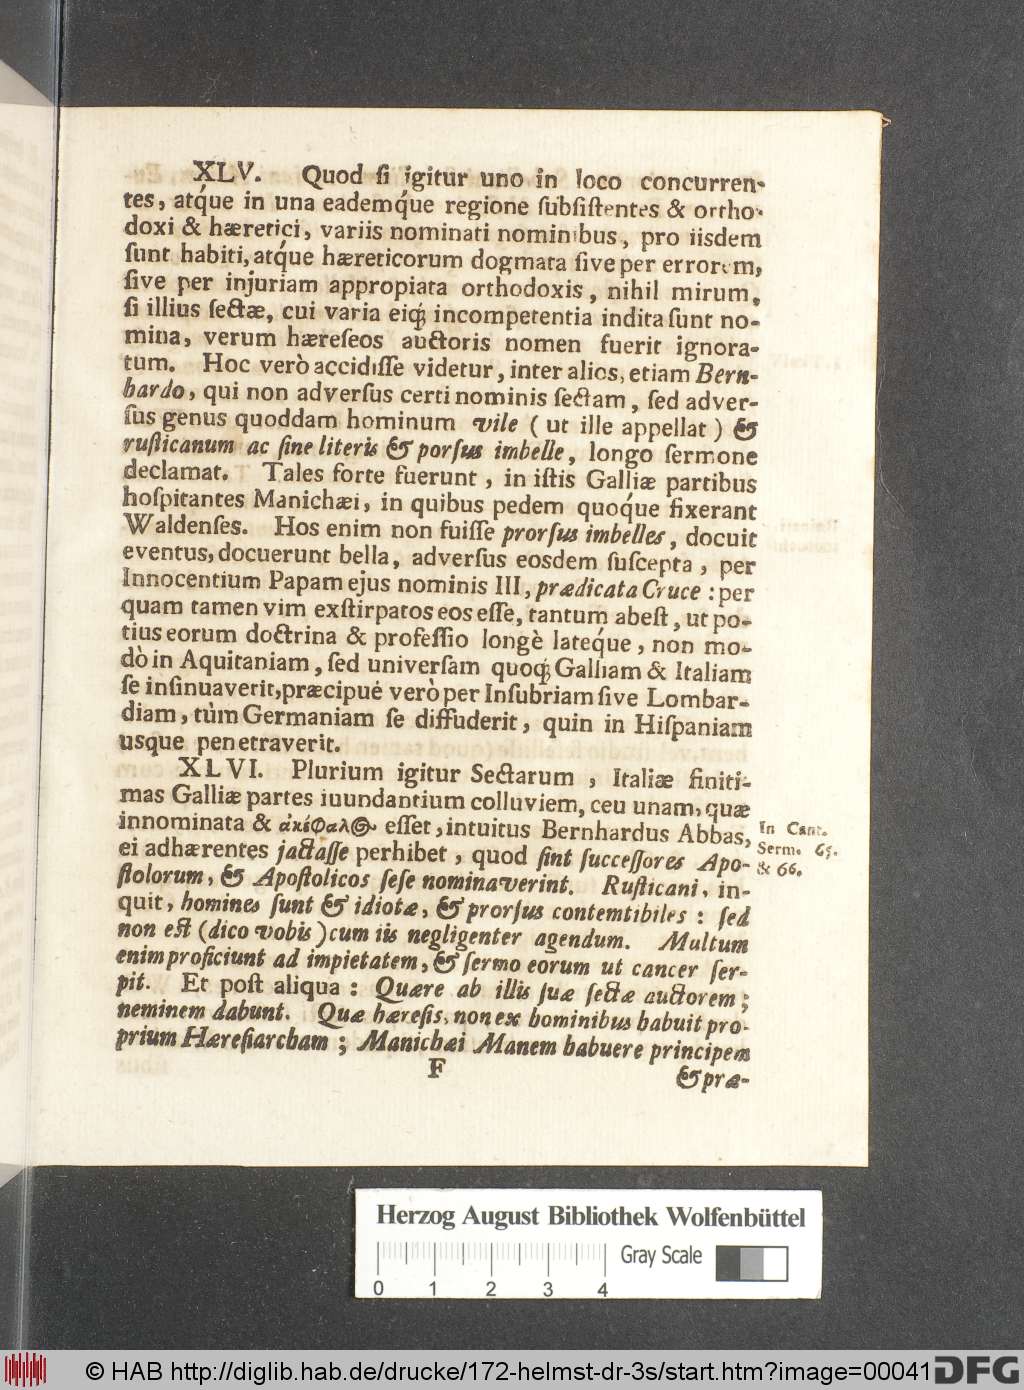 XLV. Quod ſi igitur uno in loco concurren-
tes, atq́ue in una eademq́ue regione ſubſiſtentes & ortho-
doxi & hæretici, variis nominati nominibus, pro iisdem
ſunt habiti, atq́ue hæreticorum dogmata ſive per errorem,
ſive per injuriam appropiata orthodoxis, nihil mirum,
ſi illius ſectæ, cui varia eiq́; incompetentia indita ſunt no-
mina, verum hæreſeos auctoris nomen fuerit ignora-
tum. Hoc verò accidiſſe videtur, inter alios, etiam Bern-
hardo, qui non adverſus certi nominis ſectam, ſed adver-
ſus genus quoddam hominum vile (ut ille appellat) &
ruſticanum ac ſine literis & porſus imbelle, longo ſermone
declamat. Tales forte fuerunt, in iſtis Galliæ partibus
hoſpitantes Manichæi, in quibus pedem quoq́ue fixerant
Waldenſes. Hos enim non fuiſſe prorſus imbelles, docuit
eventus, docuerunt bella, adverſus eosdem ſuſcepta, per
Innocentium Papam ejus nominis III, prædicata Cruce: per
quam tamen vim exſtirpatos eos eſſe, tantum abeſt, ut po-
tius eorum doctrina & profeſſio longè lateq́ue, non mo-
dò in Aquitaniam, ſed univerſam quoq́; Galliam & Italiam
ſe inſinuaverit, præcipuè verò per Inſubriam ſive Lombar-
diam, tùm Germaniam ſe diffuderit, quin in Hiſpaniam
usque penetraverit.
XLVI. Plurium igitur Sectarum, Italiæ finiti-
mas Galliæ partes inundantium colluviem, ceu unam, quæ
innominata & ἀκέφαλος eſſet, intuitus Bernhardus Abbas,
ei adhærentes jactaſſe perhibet, quod ſint ſucceſſores Apo-
ſtolorum, & Apoſtolicos ſeſe nominaverint. Ruſticani, in-
quit, homines ſunt & idiotæ, & prorſus contemtibiles: ſed
non eſt (dico vobis) cum iis negligenter agendum. Multum
enim proficiunt ad impietatem, & ſermo eorum ut cancer ſer-
pit. Et poſt aliqua: Quære ab illis ſuæ ſectæ auctorem;
neminem dabunt. Quæ hæreſis, non ex hominibus habuit pro-
prium Hæreſiarcham; Manichæi Manem habuere principem
F
& præ-
In Cant.
Serm. 65.
& 66.
Herzog August Bibliothek Wolfenbüttel
Gray Scale
0 1 2 3 4
© HAB http://diglib.hab.de/drucke/172-helmst-dr-3s/start.htm?image=00041
DFG